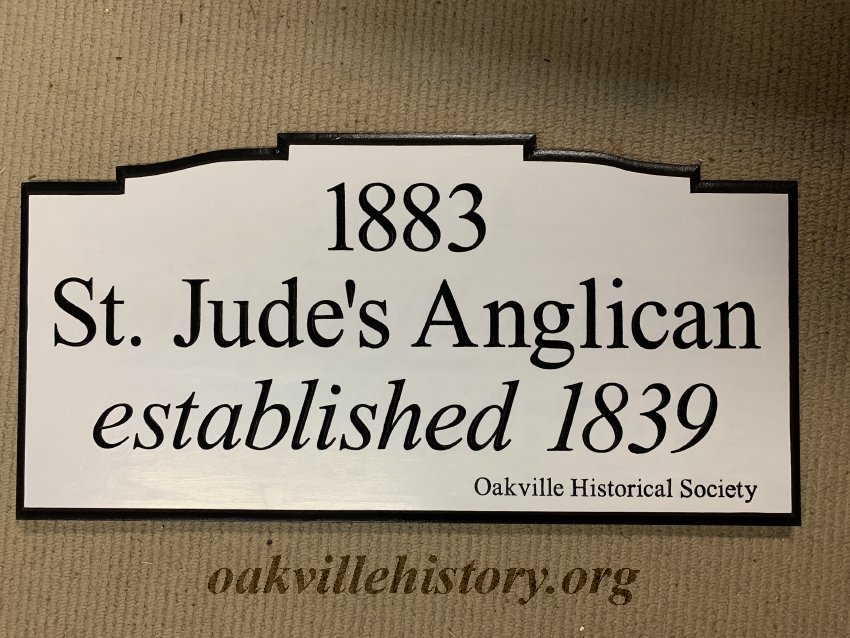 1883
St. Jude's Anglican
established 1839
Oakville Historical Society
oakvillehistory.org